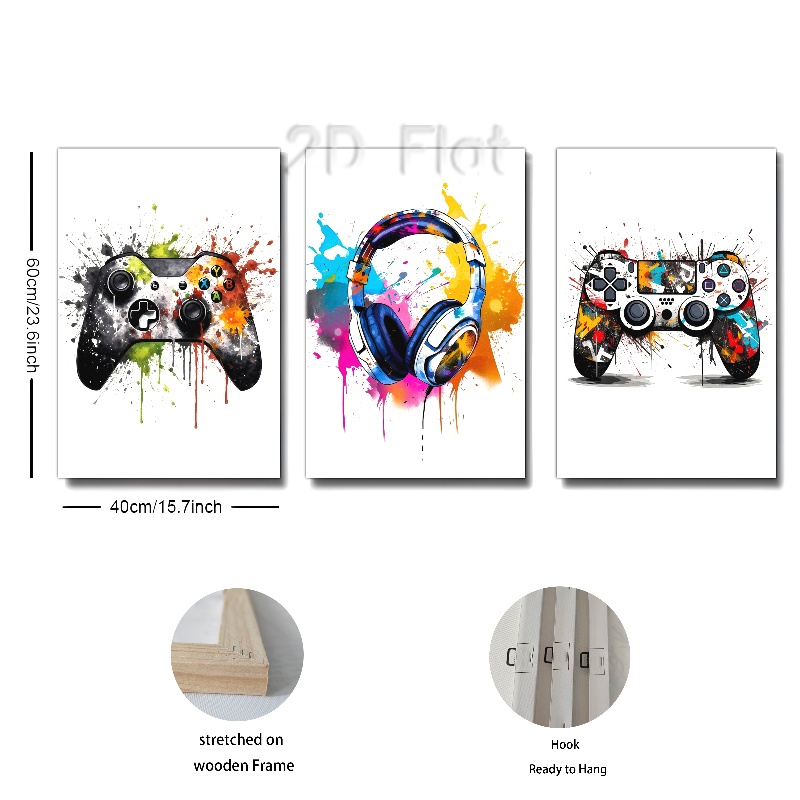 2D Flat
60cm/23.6inch
40cm/15.7inch
Y
X B
A
stretched on
wooden Frame
Hook
Ready to Hang